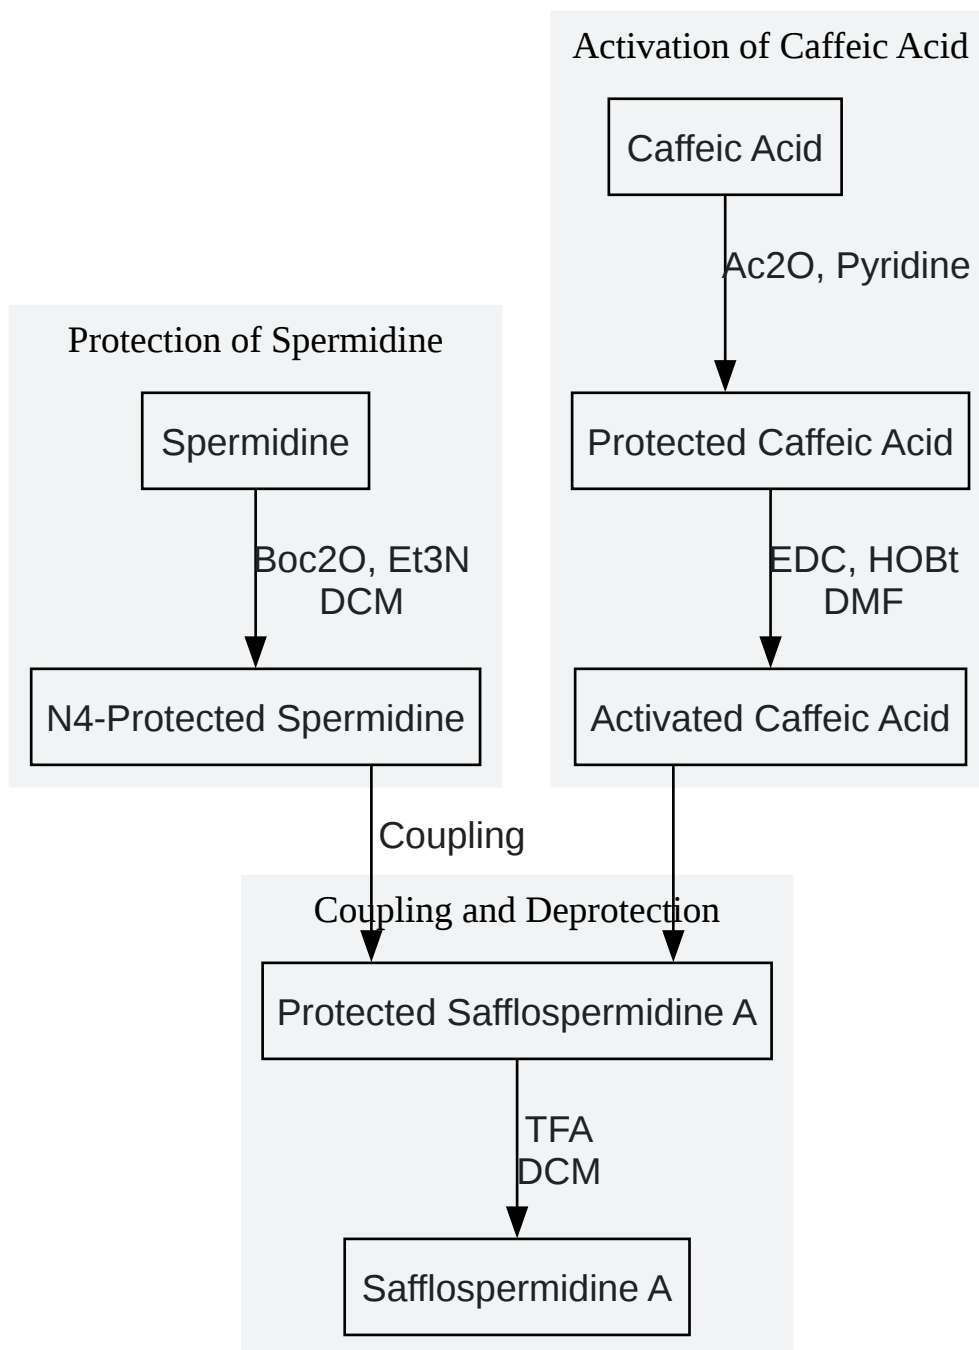 Activation of Caffeic Acid
Caffeic Acid
Ac2O, Pyridine
Protection of Spermidine
Spermidine
Protected Caffeic Acid
Boc2O, Et3N
DCM
EDC, HOBt
DMF
N4-Protected Spermidine
Activated Caffeic Acid
Coupling
Coupling and Deprotection
Protected Safflospermidine A
TFA
DCM
Safflospermidine A